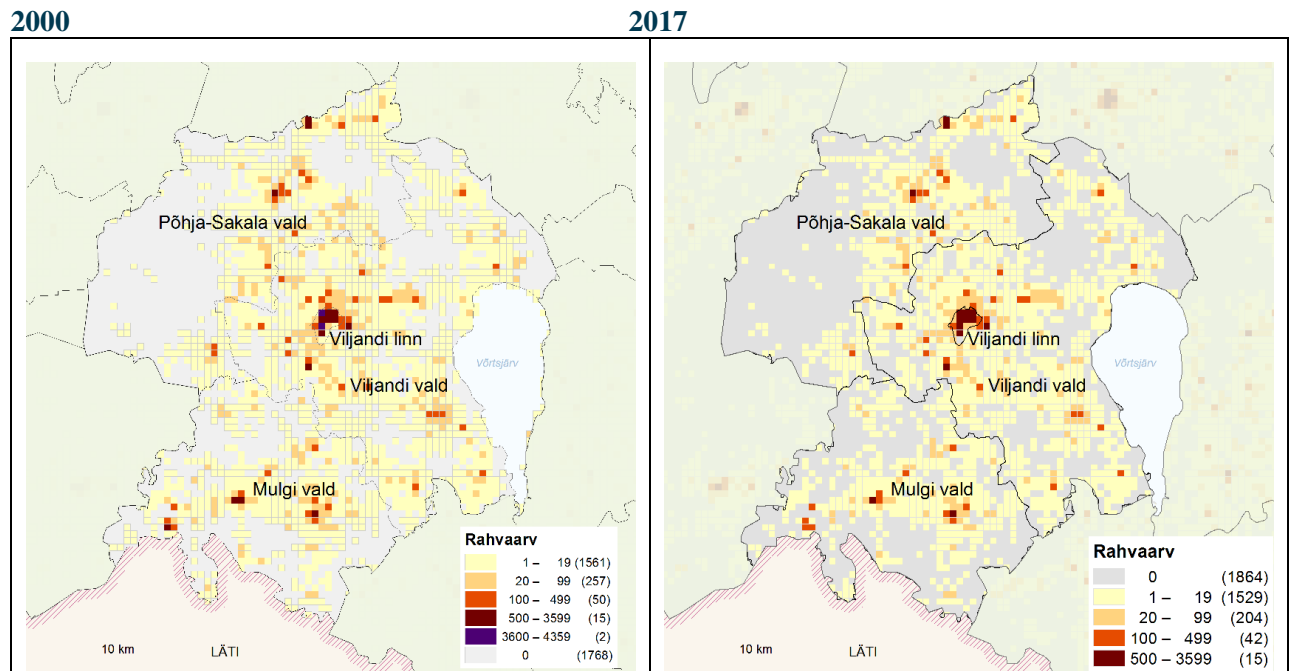 2000
2017
Põhja-Sakala vald
Viljandi linn
Võrtsjärv
Viljandi vald
Mulgi vald
10 km
LÄTI
Rahvaarv
1 – 19 (1561)
20 – 99 (257)
100 – 499 (50)
500 – 3599 (15)
3600 – 4359 (2)
0 (1768)
Põhja-Sakala vald
Viljandi linn
Võrtsjärv
Viljandi vald
Mulgi vald
10 km
LÄTI
Rahvaarv
0 (1864)
1 – 19 (1529)
20 – 99 (204)
100 – 499 (42)
500 – 3599 (15)